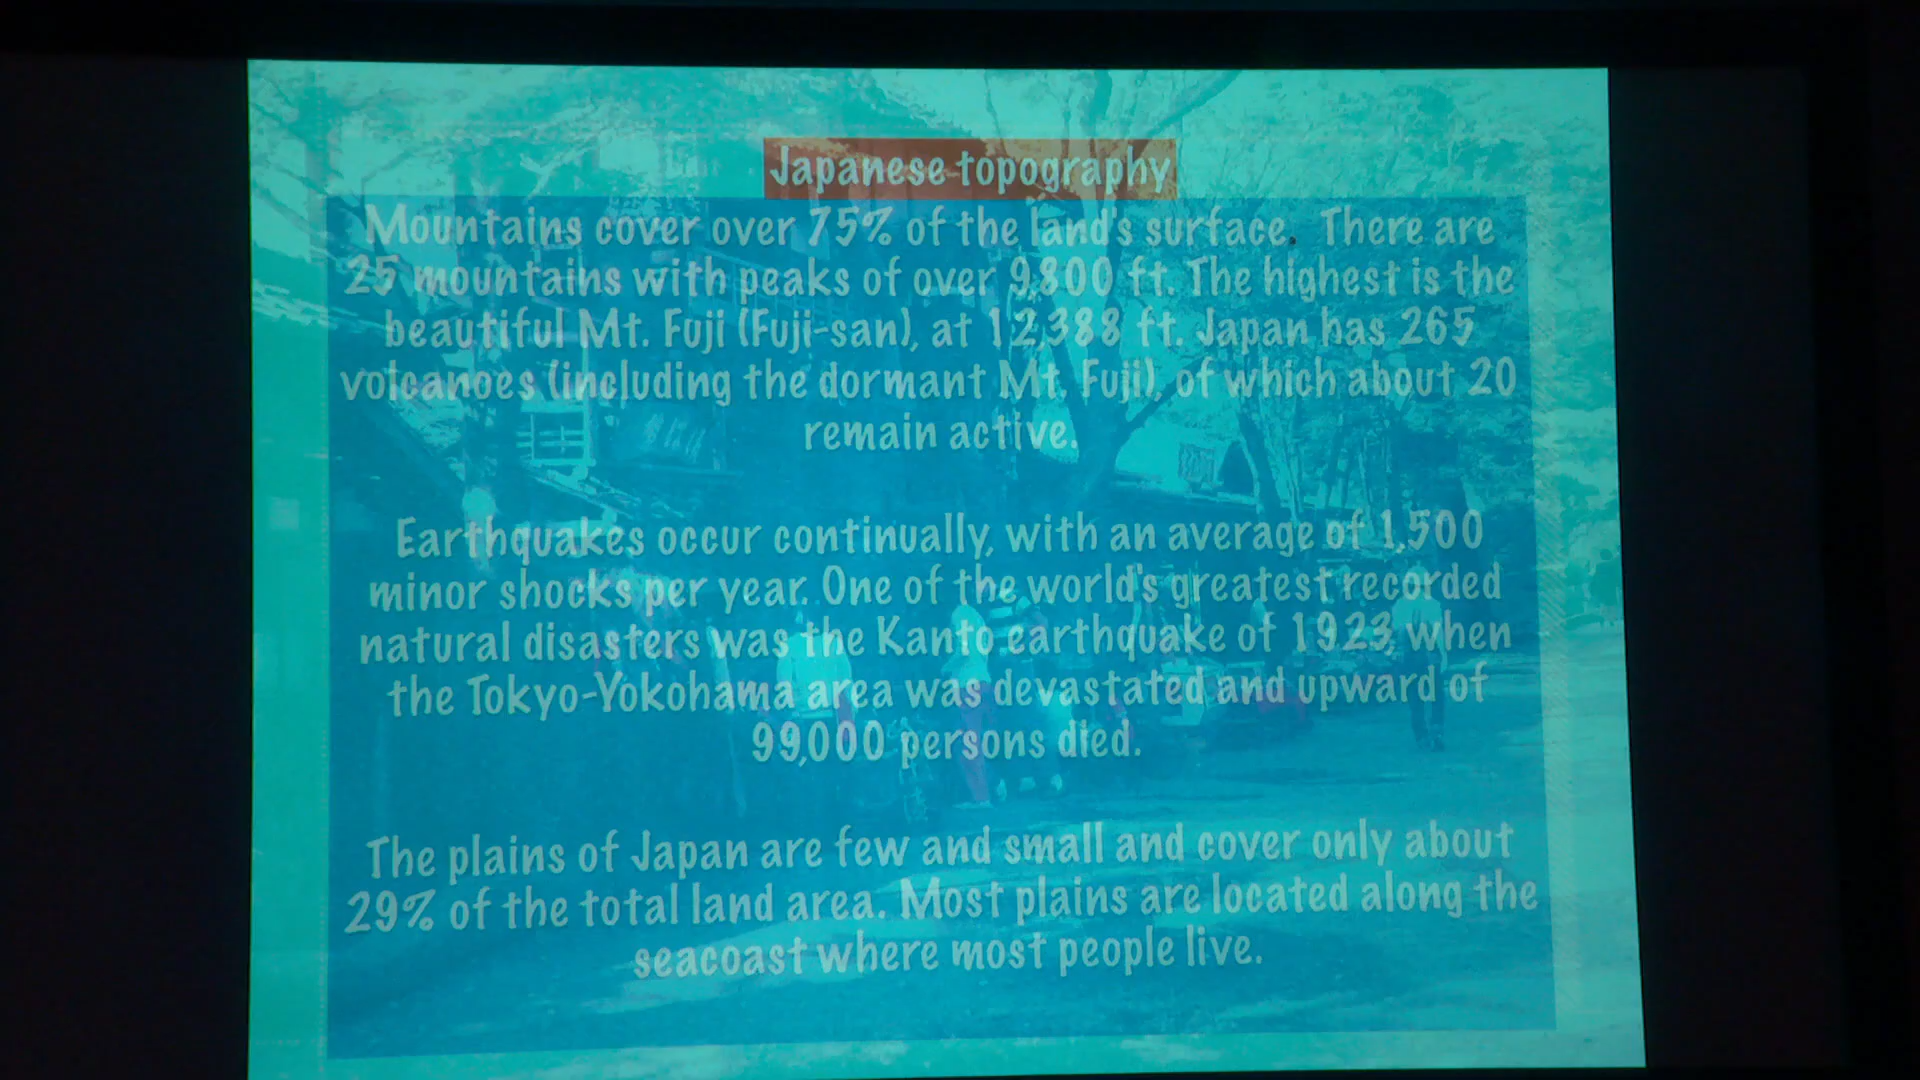 Japanese topography
Mountains cover over 75% of the land's surface. There are
25 mountains with peaks of over 9,800 ft. The highest is the
beautiful Mt. Fuji (Fuji-san), at 12,388 ft. Japan has 265
volcanoes (including the dormant Mt. Fuji), of which about 20
remain active.
Earthquakes occur continually, with an average of 1,500
minor shocks per year. One of the world's greatest recorded
natural disasters was the Kanto earthquake of 1923, when
the Tokyo-Yokohama area was devastated and upward of
99,000 persons died.
The plains of Japan are few and small and cover only about
29% of the total land area. Most plains are located along the
seacoast where most people live.